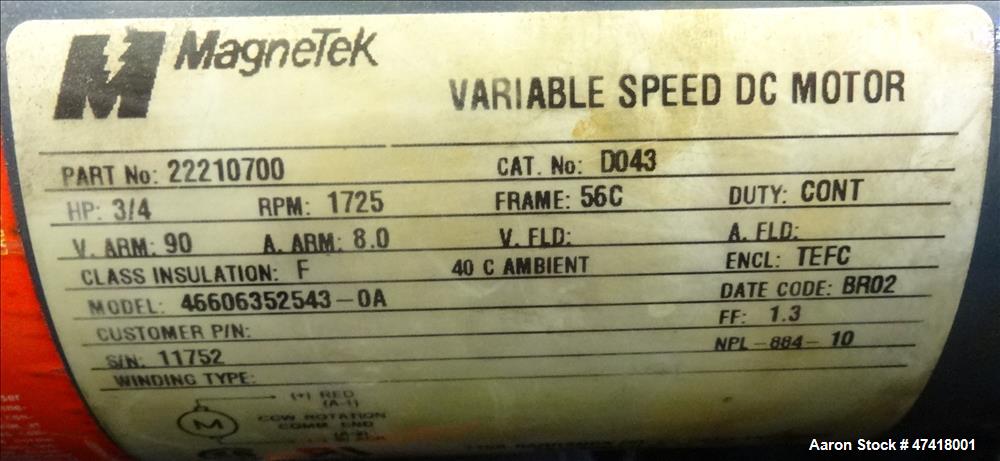 MagneTek
VARIABLE SPEED DC MOTOR
PART No: 22210700 CAT. No: D043
HP: 3/4 RPM: 1725 FRAME: 56C DUTY: CONT
V. ARM: 90 A. ARM: 8.0 V. FLD: A. FLD:
CLASS INSULATION: F 40 C AMBIENT ENCL: TEFC
MODEL: 46606352543-0A DATE CODE: BR02
CUSTOMER P/N: FF: 1.3
S/N: 11752 NPL-884-10
WINDING TYPE:
(+) RED
(A-1)
M CCW ROTATION
COMM. END
(A-2)
Aaron Stock # 47418001